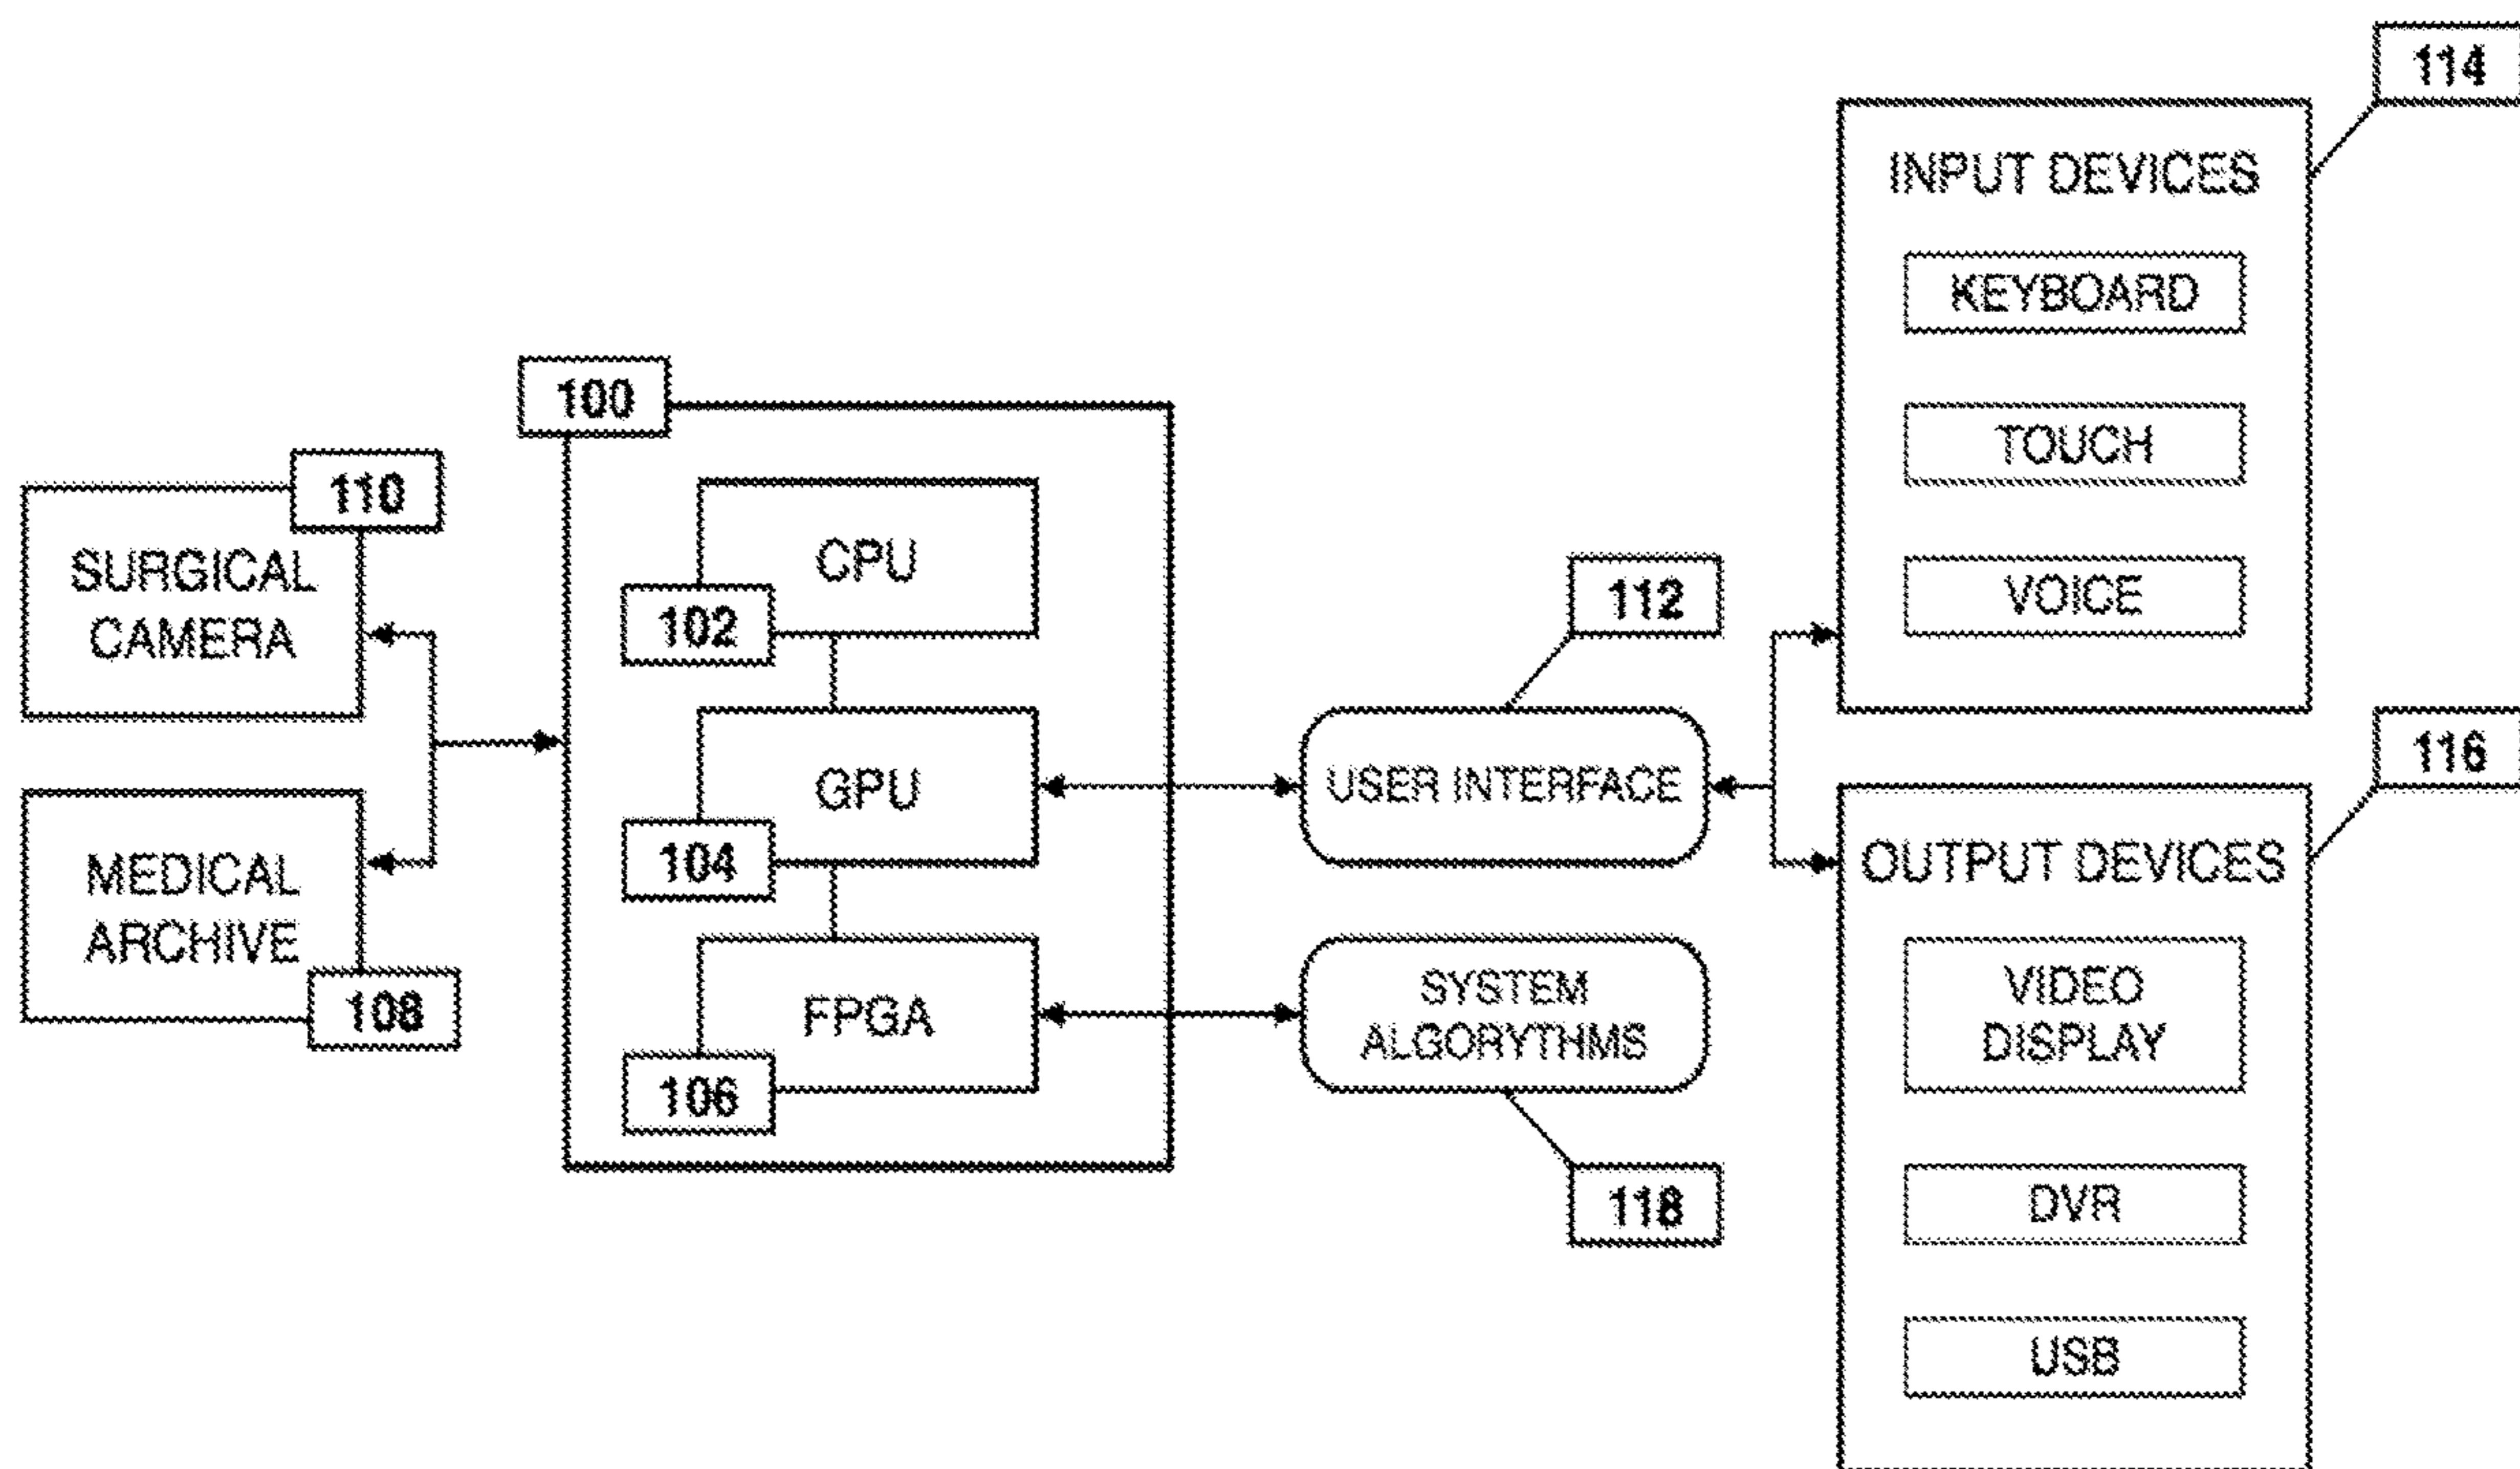 110
SURGICAL
CAMERA
MEDICAL
ARCHIVE
108
100
CPU
102
GPU
104
FPGA
106
112
USER INTERFACE
SYSTEM
ALGORYTHMS
118
114
INPUT DEVICES
KEYBOARD
TOUCH
VOICE
116
OUTPUT DEVICES
VIDEO
DISPLAY
DVR
USB